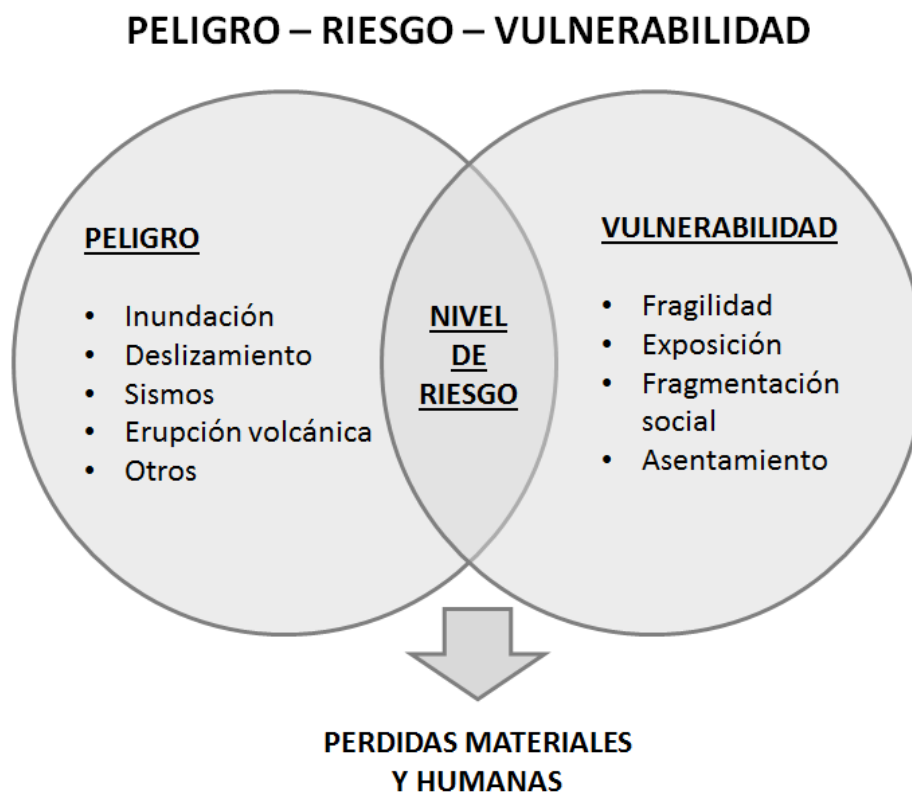 PELIGRO – RIESGO – VULNERABILIDAD
PELIGRO
• Inundación
• Deslizamiento
• Sismos
• Erupción volcánica
• Otros
NIVEL
DE
RIESGO
VULNERABILIDAD
• Fragilidad
• Exposición
• Fragmentación
social
• Asentamiento
PERDIDAS MATERIALES
Y HUMANAS